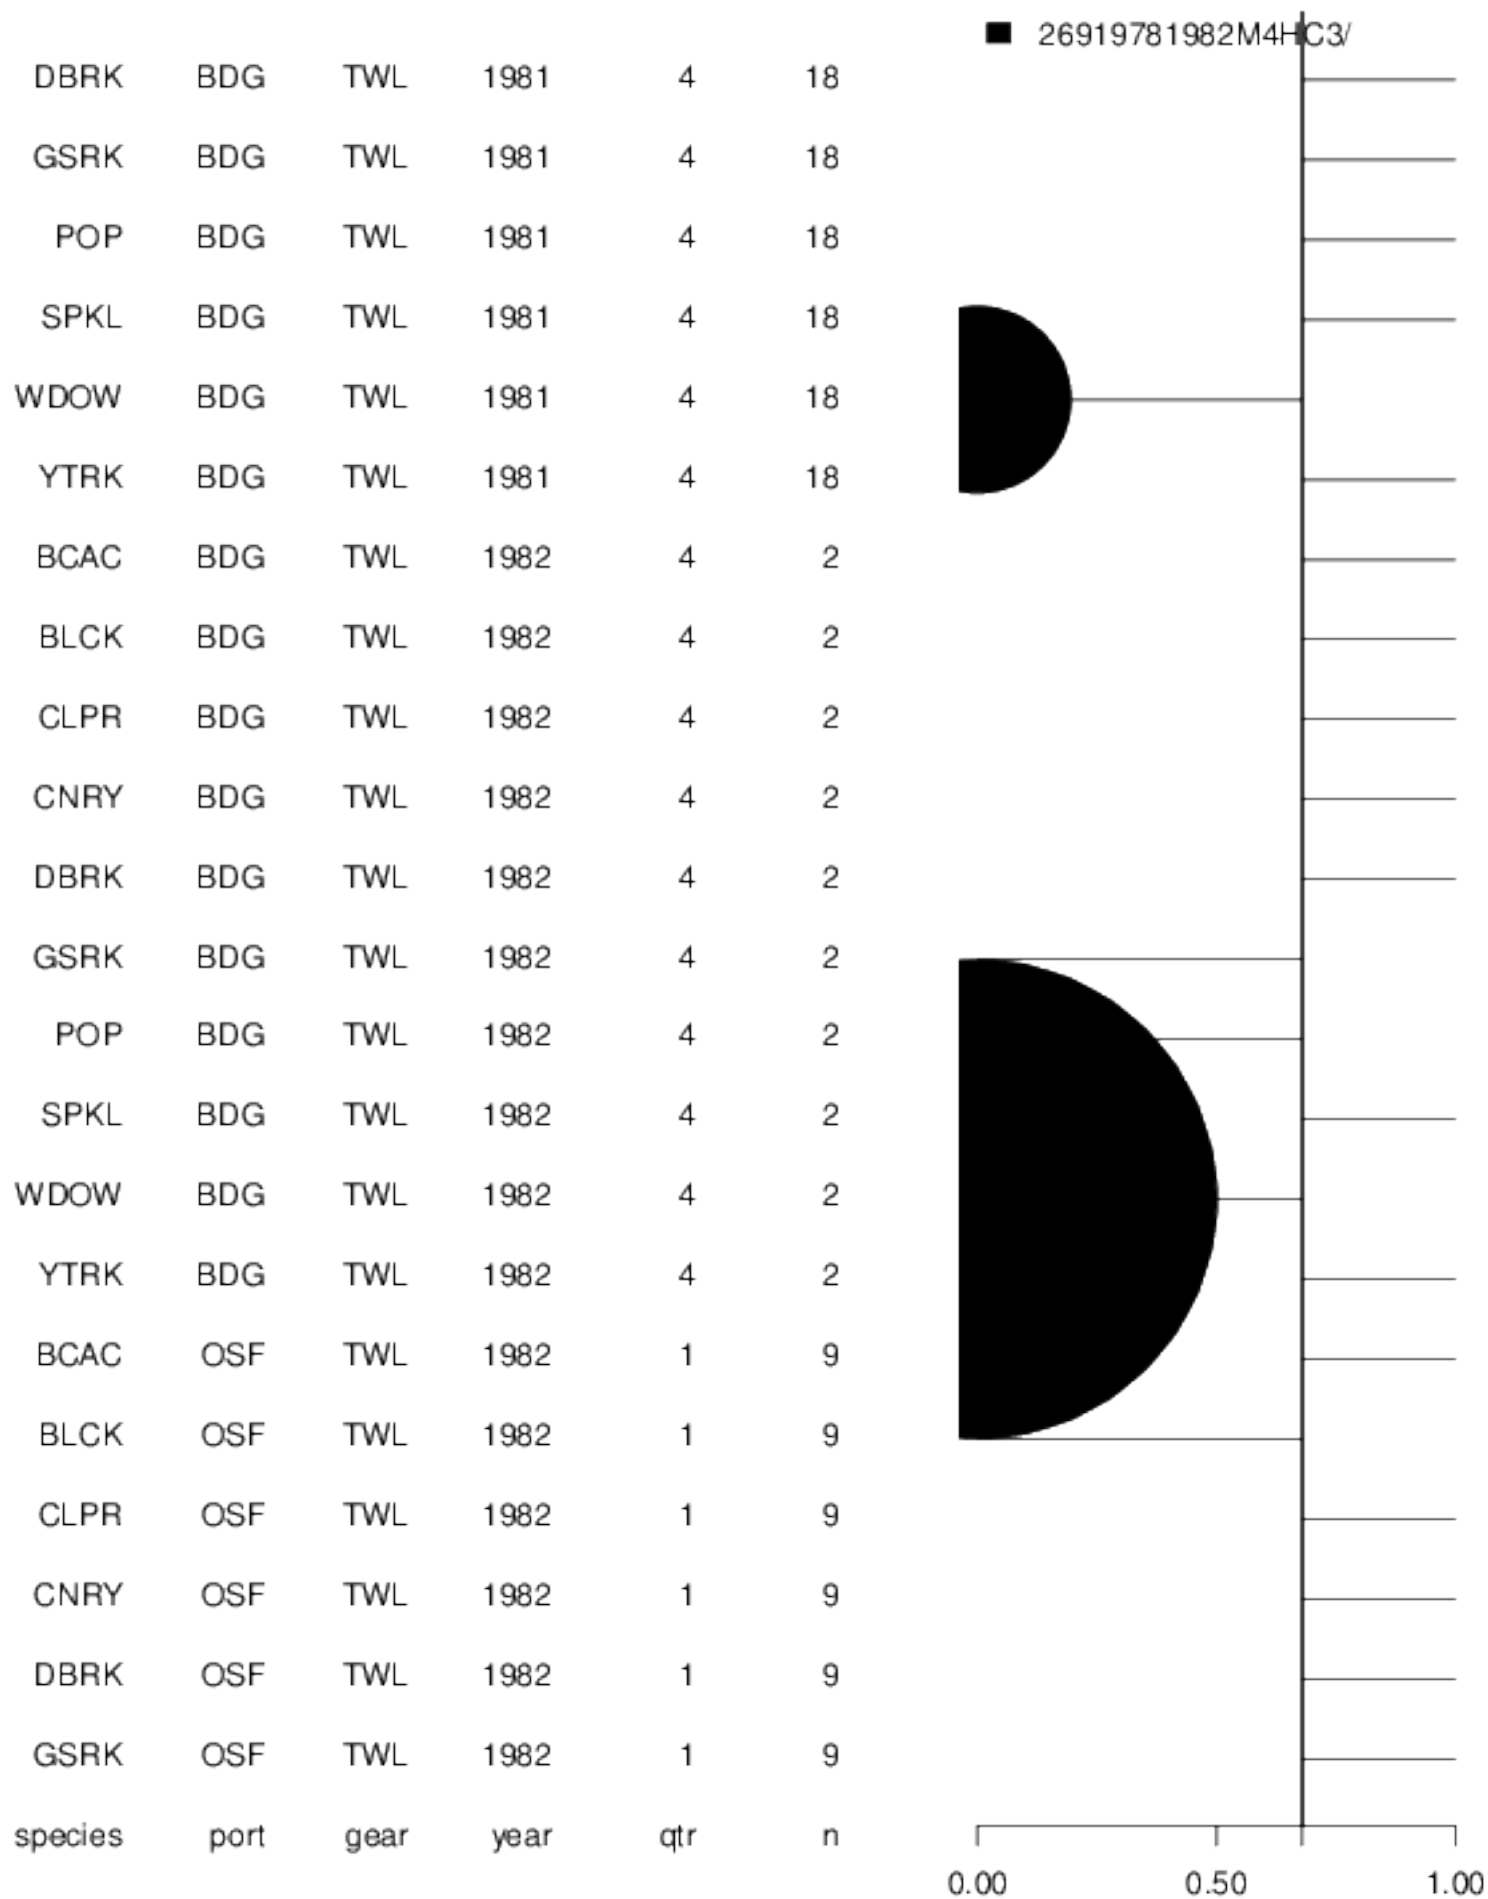 26919781982M4HC3/
DBRK BDG TWL 1981 4 18
GSRK BDG TWL 1981 4 18
POP BDG TWL 1981 4 18
SPKL BDG TWL 1981 4 18
WDOW BDG TWL 1981 4 18
YTRK BDG TWL 1981 4 18
BCAC BDG TWL 1982 4 2
BLCK BDG TWL 1982 4 2
CLPR BDG TWL 1982 4 2
CNRY BDG TWL 1982 4 2
DBRK BDG TWL 1982 4 2
GSRK BDG TWL 1982 4 2
POP BDG TWL 1982 4 2
SPKL BDG TWL 1982 4 2
WDOW BDG TWL 1982 4 2
YTRK BDG TWL 1982 4 2
BCAC OSF TWL 1982 1 9
BLCK OSF TWL 1982 1 9
CLPR OSF TWL 1982 1 9
CNRY OSF TWL 1982 1 9
DBRK OSF TWL 1982 1 9
GSRK OSF TWL 1982 1 9
species port gear year qtr n
0.00 0.50 1.00